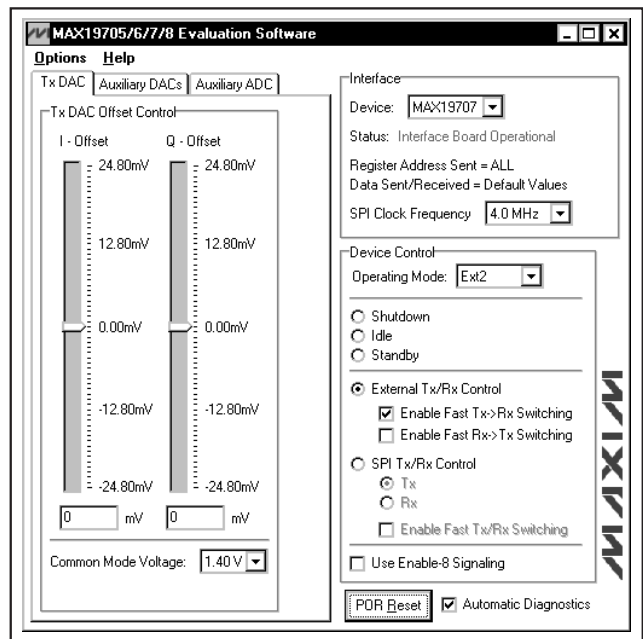 MAX19705/6/7/8 Evaluation Software
Options Help
Tx DAC Auxiliary DACs Auxiliary ADC
Tx DAC Offset Control
I - Offset Q - Offset
24.80mV 24.80mV
12.80mV 12.80mV
0.00mV 0.00mV
-12.80mV -12.80mV
-24.80mV -24.80mV
0 mV 0 mV
Common Mode Voltage: 1.40 V
Interface
Device: MAX19707
Status: Interface Board Operational
Register Address Sent = ALL
Data Sent/Received = Default Values
SPI Clock Frequency 4.0 MHz
Device Control
Operating Mode: Ext2
Shutdown
Idle
Standby
External Tx/Rx Control
Enable Fast Tx->Rx Switching
Enable Fast Rx->Tx Switching
SPI Tx/Rx Control
Tx
Rx
Enable Fast Tx/Rx Switching
Use Enable-8 Signaling
POR Reset Automatic Diagnostics
MAXIM